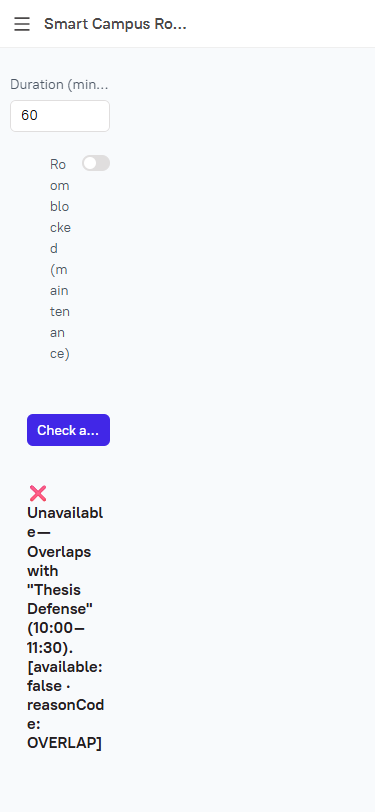 Smart Campus Ro...
Duration (min...
60
Ro
om
blo
cke
d
(m
ain
ten
an
ce)
Check a...
❌
Unavailabl
e —
Overlaps
with
"Thesis
Defense"
(10:00–
11:30).
[available:
false ·
reasonCod
e:
OVERLAP]